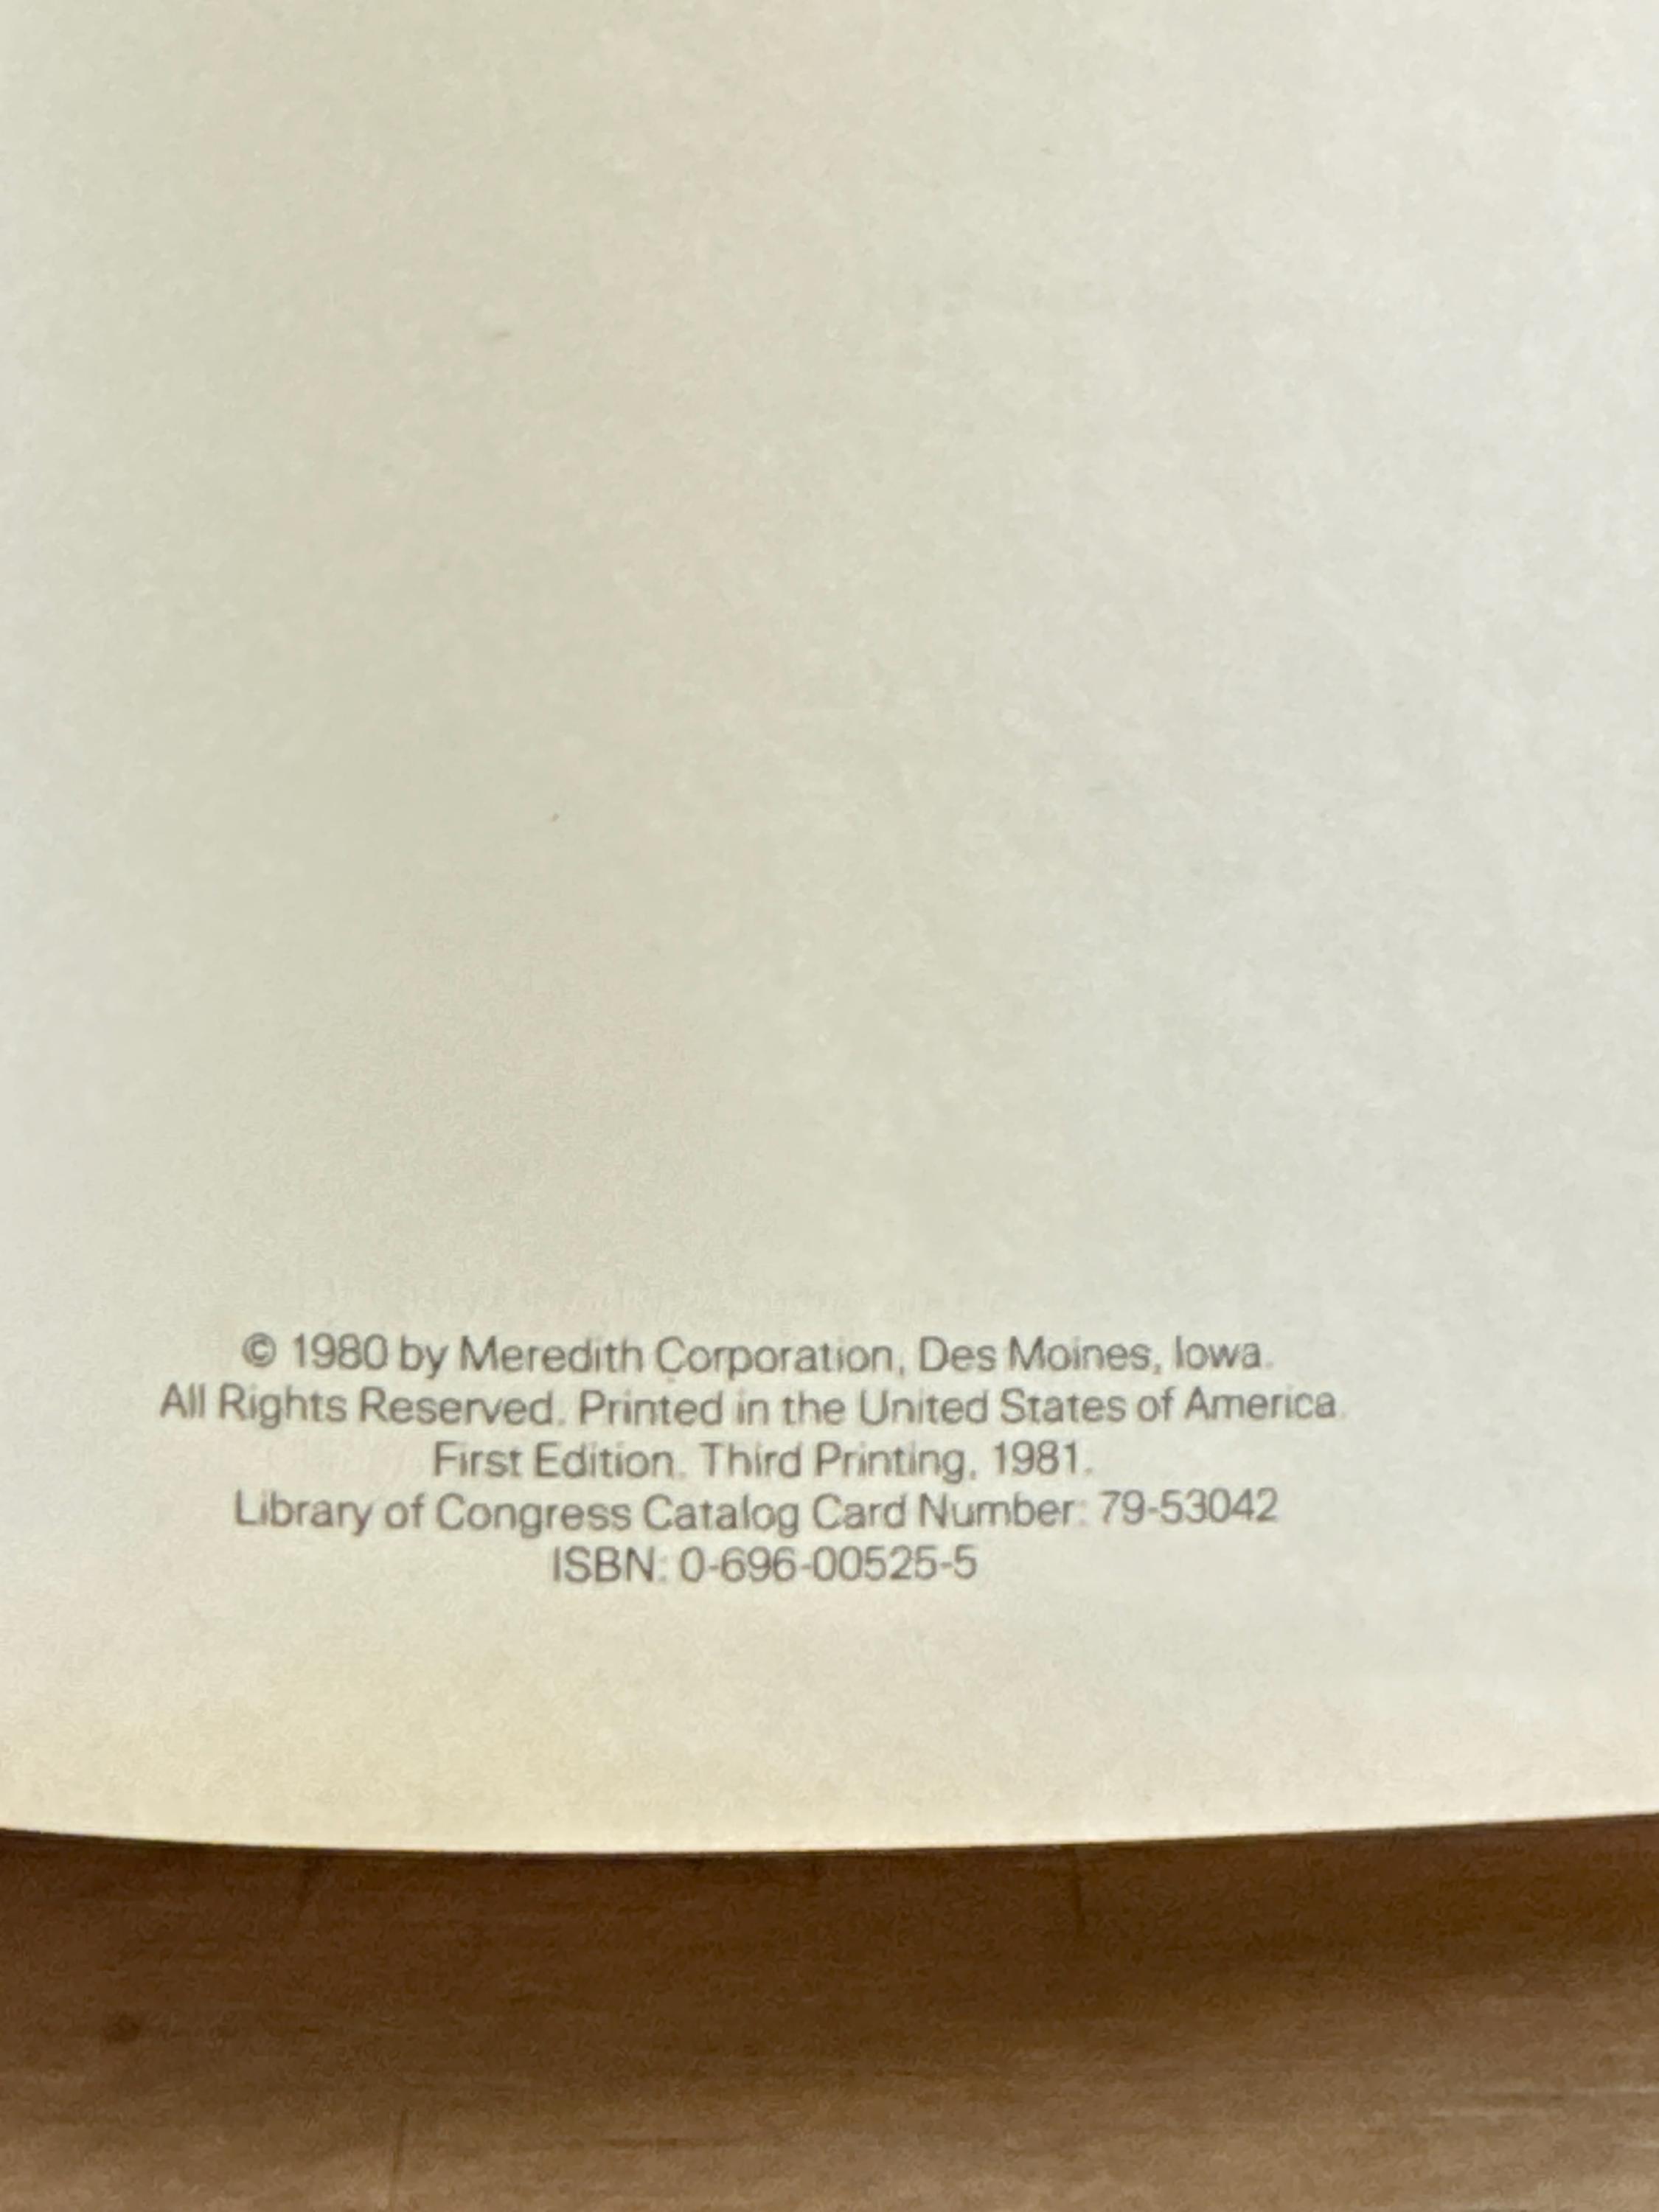 © 1980 by Meredith Corporation, Des Moines, Iowa.
All Rights Reserved. Printed in the United States of America.
First Edition. Third Printing, 1981.
Library of Congress Catalog Card Number: 79-53042
ISBN: 0-696-00525-5